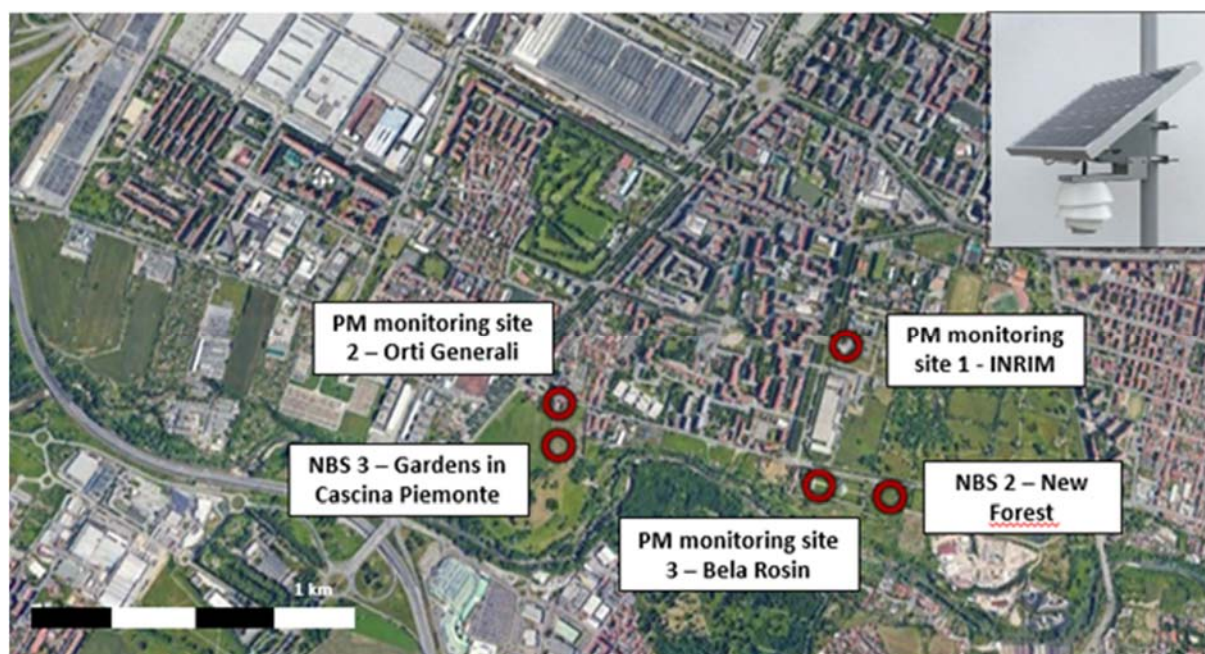 PM monitoring site
2 – Orti Generali
PM monitoring
site 1 - INRIM
NBS 3 – Gardens in
Cascina Piemonte
NBS 2 – New
Forest
PM monitoring site
3 – Bela Rosin
1 km